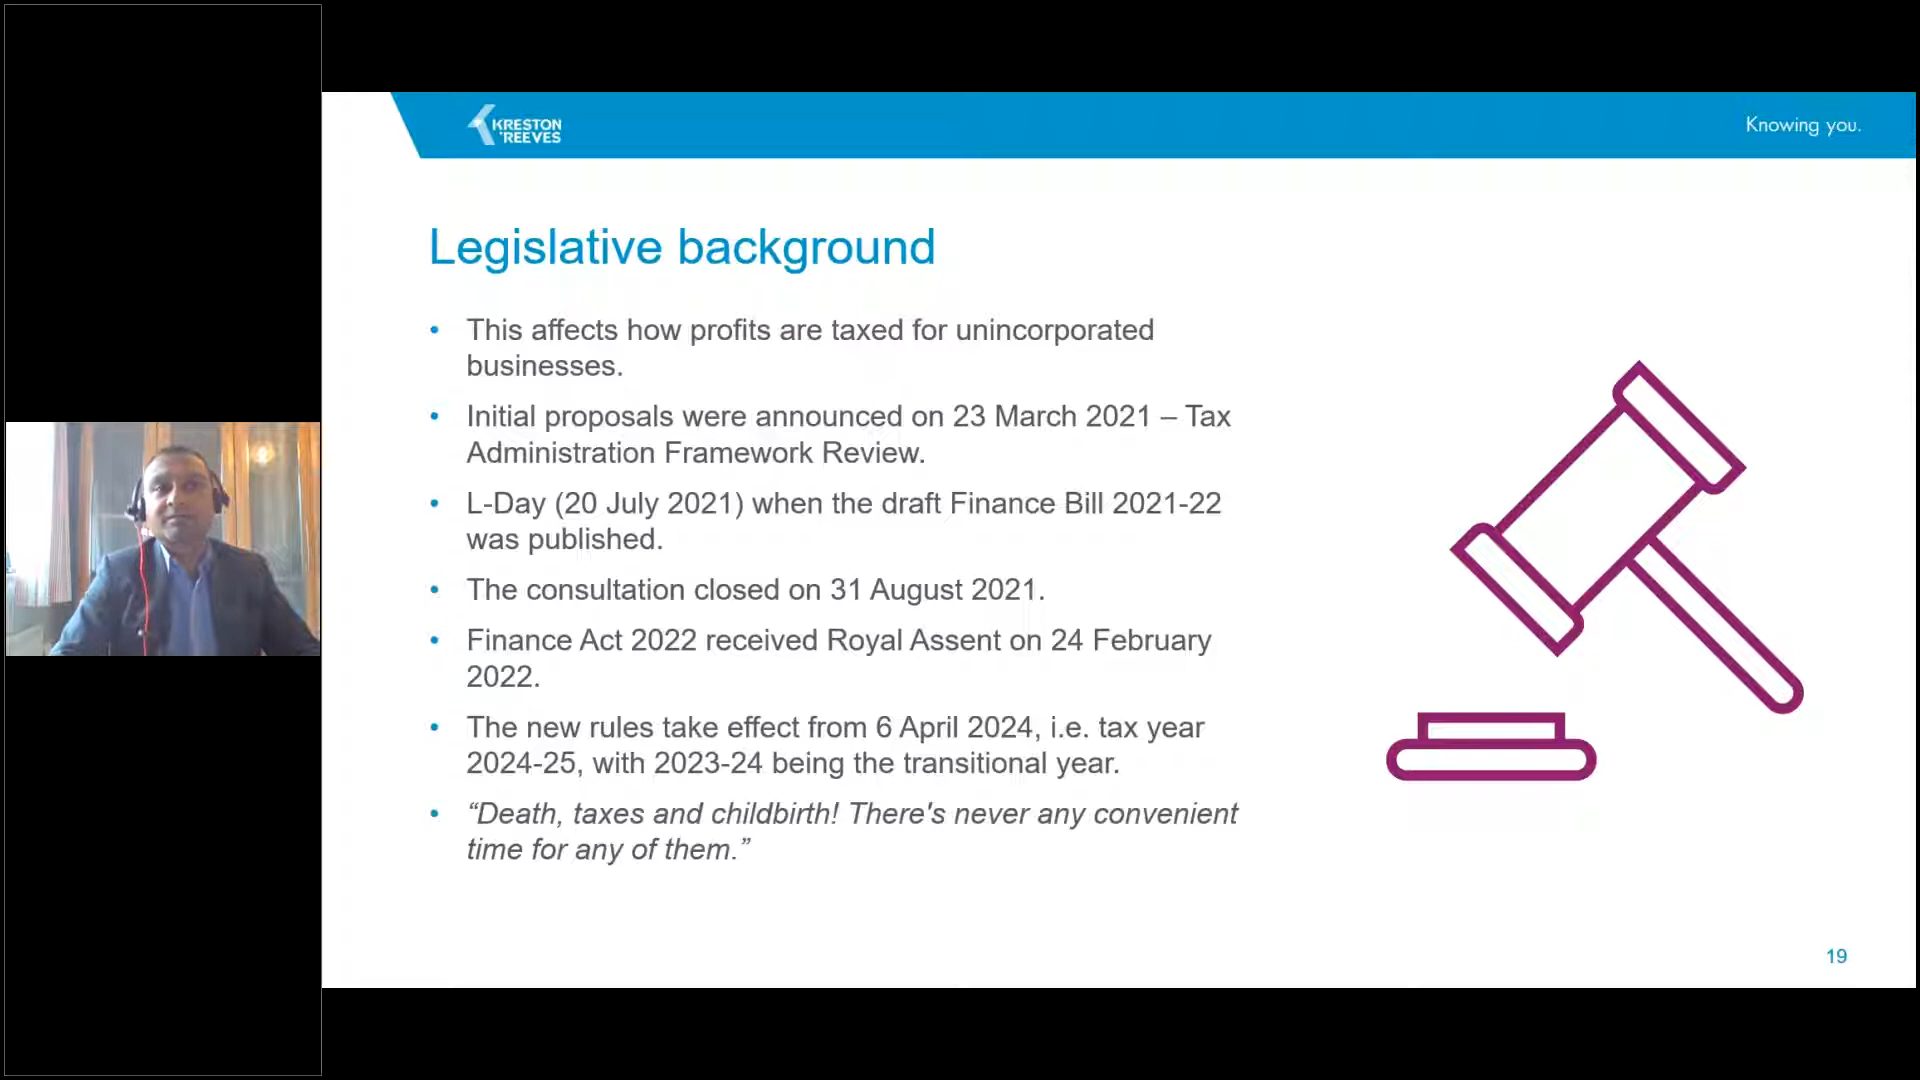 KRESTON
REEVES
Knowing you.
Legislative background
• This affects how profits are taxed for unincorporated
businesses.
• Initial proposals were announced on 23 March 2021 – Tax
Administration Framework Review.
• L-Day (20 July 2021) when the draft Finance Bill 2021-22
was published.
• The consultation closed on 31 August 2021.
• Finance Act 2022 received Royal Assent on 24 February
2022.
• The new rules take effect from 6 April 2024, i.e. tax year
2024-25, with 2023-24 being the transitional year.
• “Death, taxes and childbirth! There's never any convenient
time for any of them.”
19